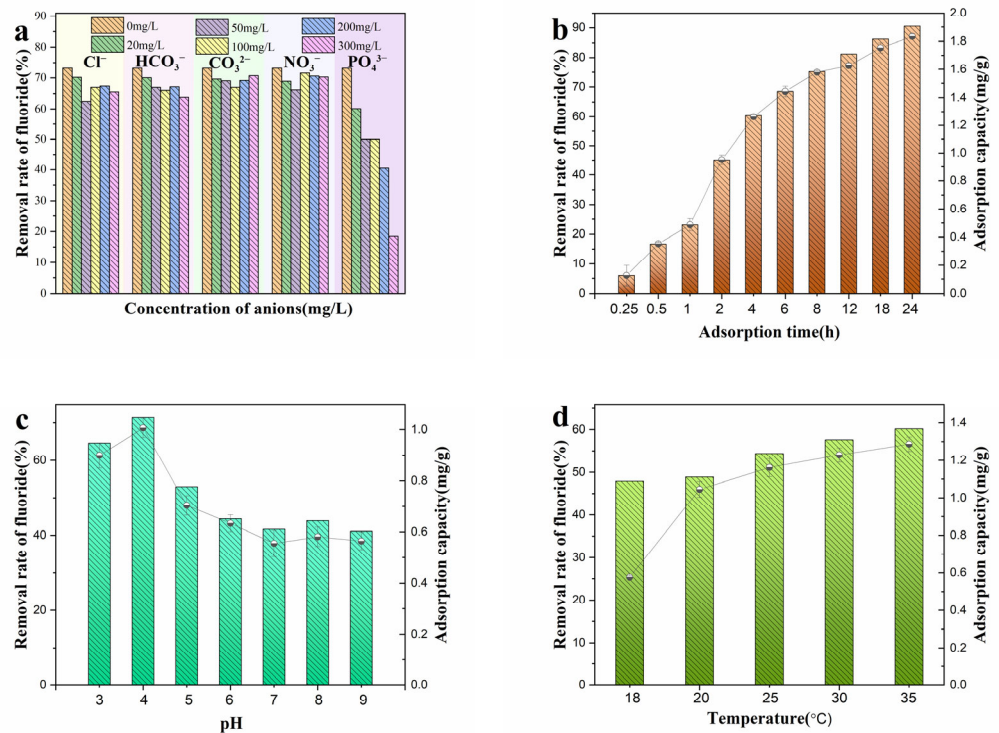 a
0mg/L 50mg/L 200mg/L
20mg/L 100mg/L 300mg/L
Cl⁻ HCO₃⁻ CO₃²⁻ NO₃⁻ PO₄³⁻
Removal rate of fluoride(%)
90
80
70
60
50
40
30
20
10
0
Concentration of anions(mg/L)
b
Removal rate of fluoride(%)
90
80
70
60
50
40
30
20
10
0
2.0
1.8
1.6
1.4
1.2
1.0
0.8
0.6
0.4
0.2
0.0
Adsorption capacity(mg/g)
0.25 0.5 1 2 4 6 8 12 18 24
Adsorption time(h)
c
Removal rate of fluoride(%)
60
40
20
0
1.0
0.8
0.6
0.4
0.2
0.0
Adsorption capacity(mg/g)
3 4 5 6 7 8 9
pH
d
Removal rate of fluoride(%)
60
50
40
30
20
10
0
1.4
1.2
1.0
0.8
0.6
0.4
0.2
0.0
Adsorption capacity(mg/g)
18 20 25 30 35
Temperature(°C)